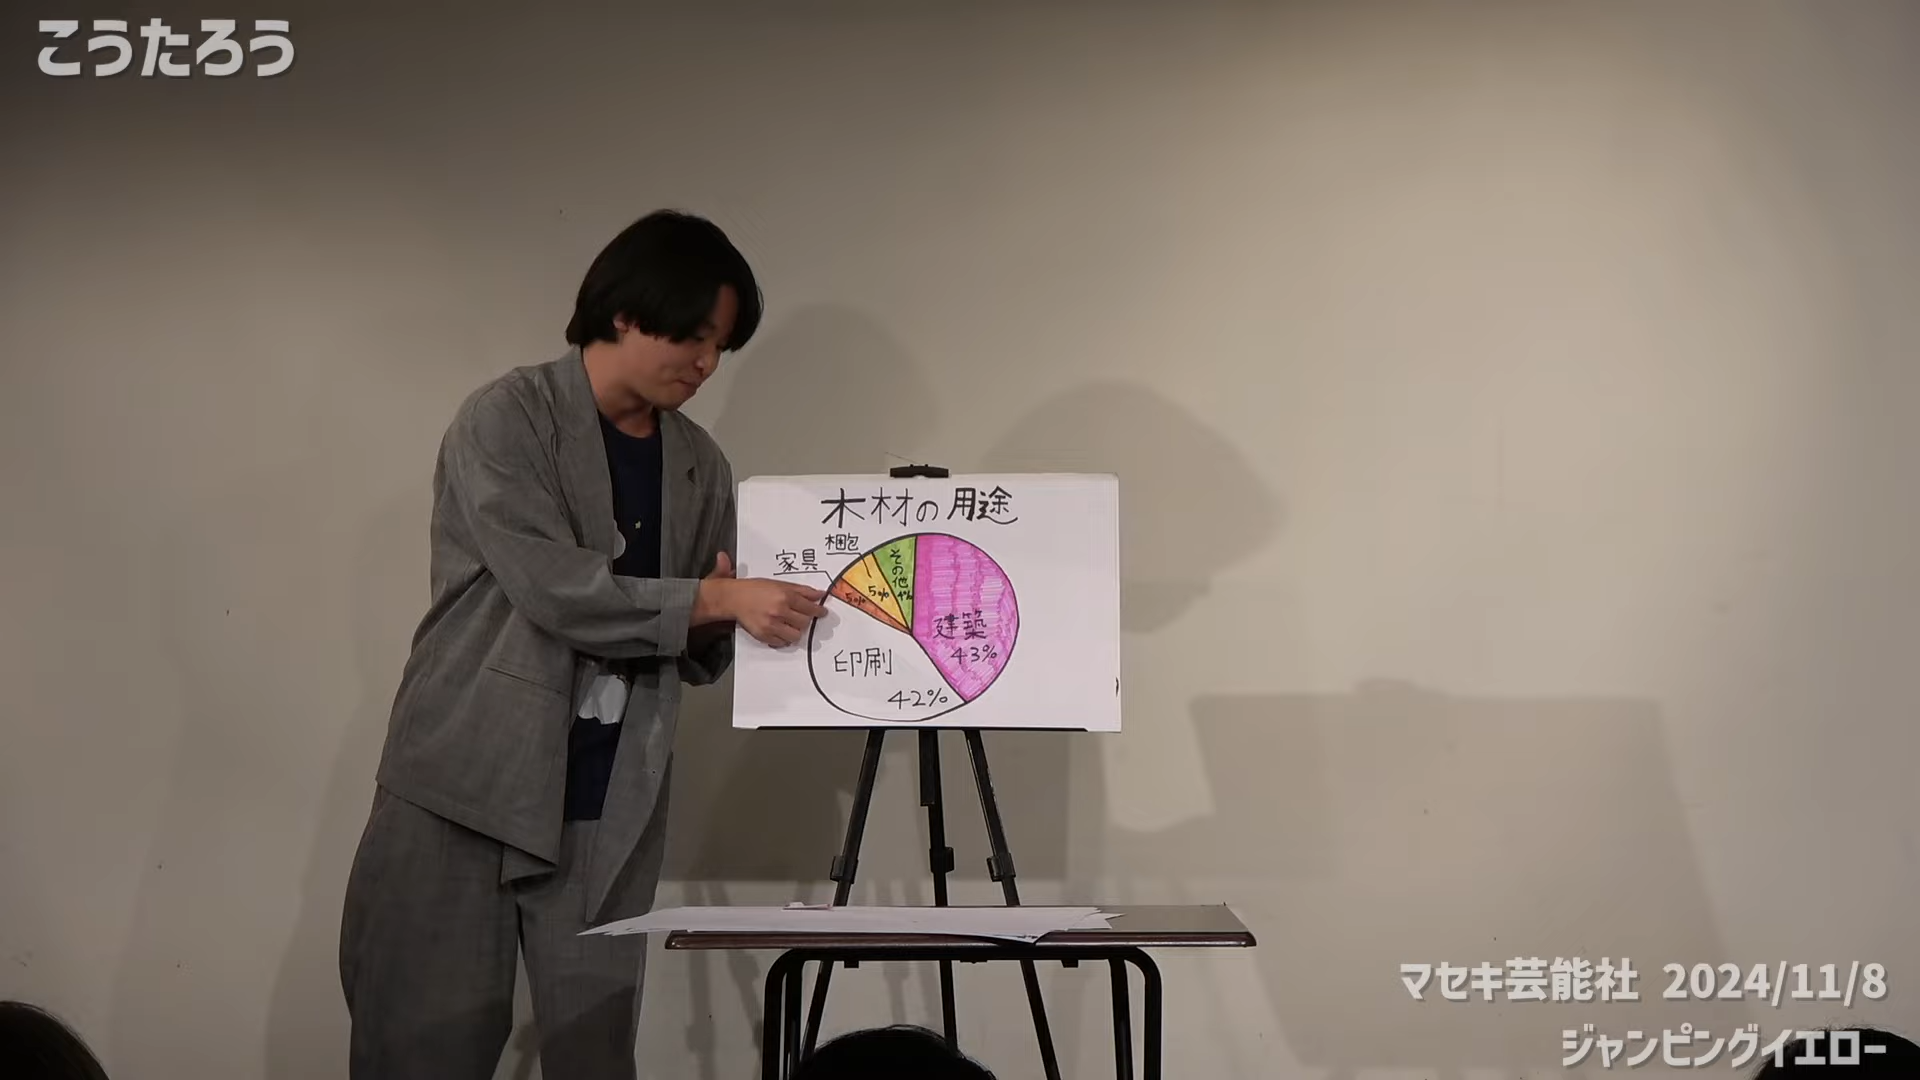 こうたろう
木材の用途
梱包
家具
その他
4%
5%
5%
建築
43%
印刷
42%
マセキ芸能社 2024/11/8
ジャンピングイエロー